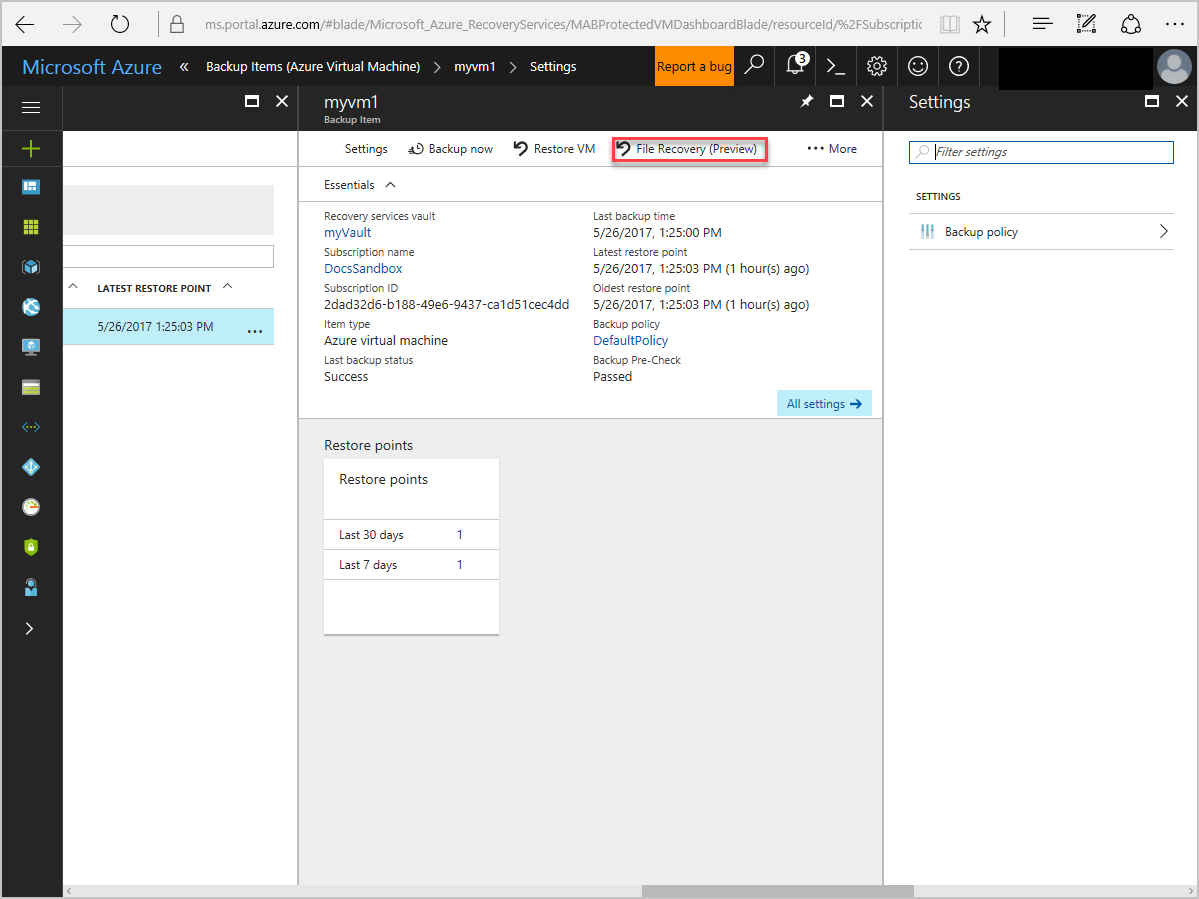 ms.portal.azure.com/#blade/Microsoft_Azure_RecoveryServices/MABProtectedVMDashboardBlade/resourceId/%2FSubscriptic
Microsoft Azure « Backup Items (Azure Virtual Machine) > myvm1 > Settings
Report a bug
3
myvm1
Backup Item
Settings
Backup now
Restore VM
File Recovery (Preview)
••• More
Essentials
Recovery services vault
myVault
Subscription name
DocsSandbox
Subscription ID
2dad32d6-b188-49e6-9437-ca1d51cec4dd
Item type
Azure virtual machine
Last backup status
Success
Last backup time
5/26/2017, 1:25:00 PM
Latest restore point
5/26/2017, 1:25:03 PM (1 hour(s) ago)
Oldest restore point
5/26/2017, 1:25:03 PM (1 hour(s) ago)
Backup policy
DefaultPolicy
Backup Pre-Check
Passed
All settings →
LATEST RESTORE POINT
5/26/2017 1:25:03 PM ...
Restore points
Restore points
Last 30 days 1
Last 7 days 1
Settings
Filter settings
SETTINGS
Backup policy